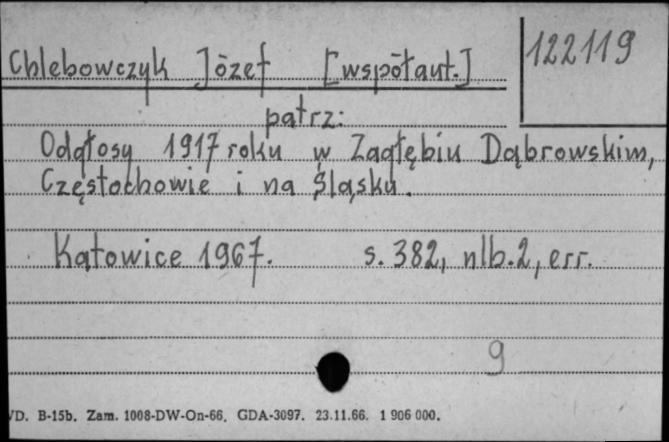 Chlebowczyk Józef [współaut.]
122119
patrz:
Odgłosy 1917 roku w Zagłębiu Dąbrowskim,
Częstochowie i na Śląsku.
Katowice 1967. s. 382, nlb. 2, err.
9
VD. B-15b. Zam. 1008-DW-On-66. GDA-3097. 23.11.66. 1 906 000.